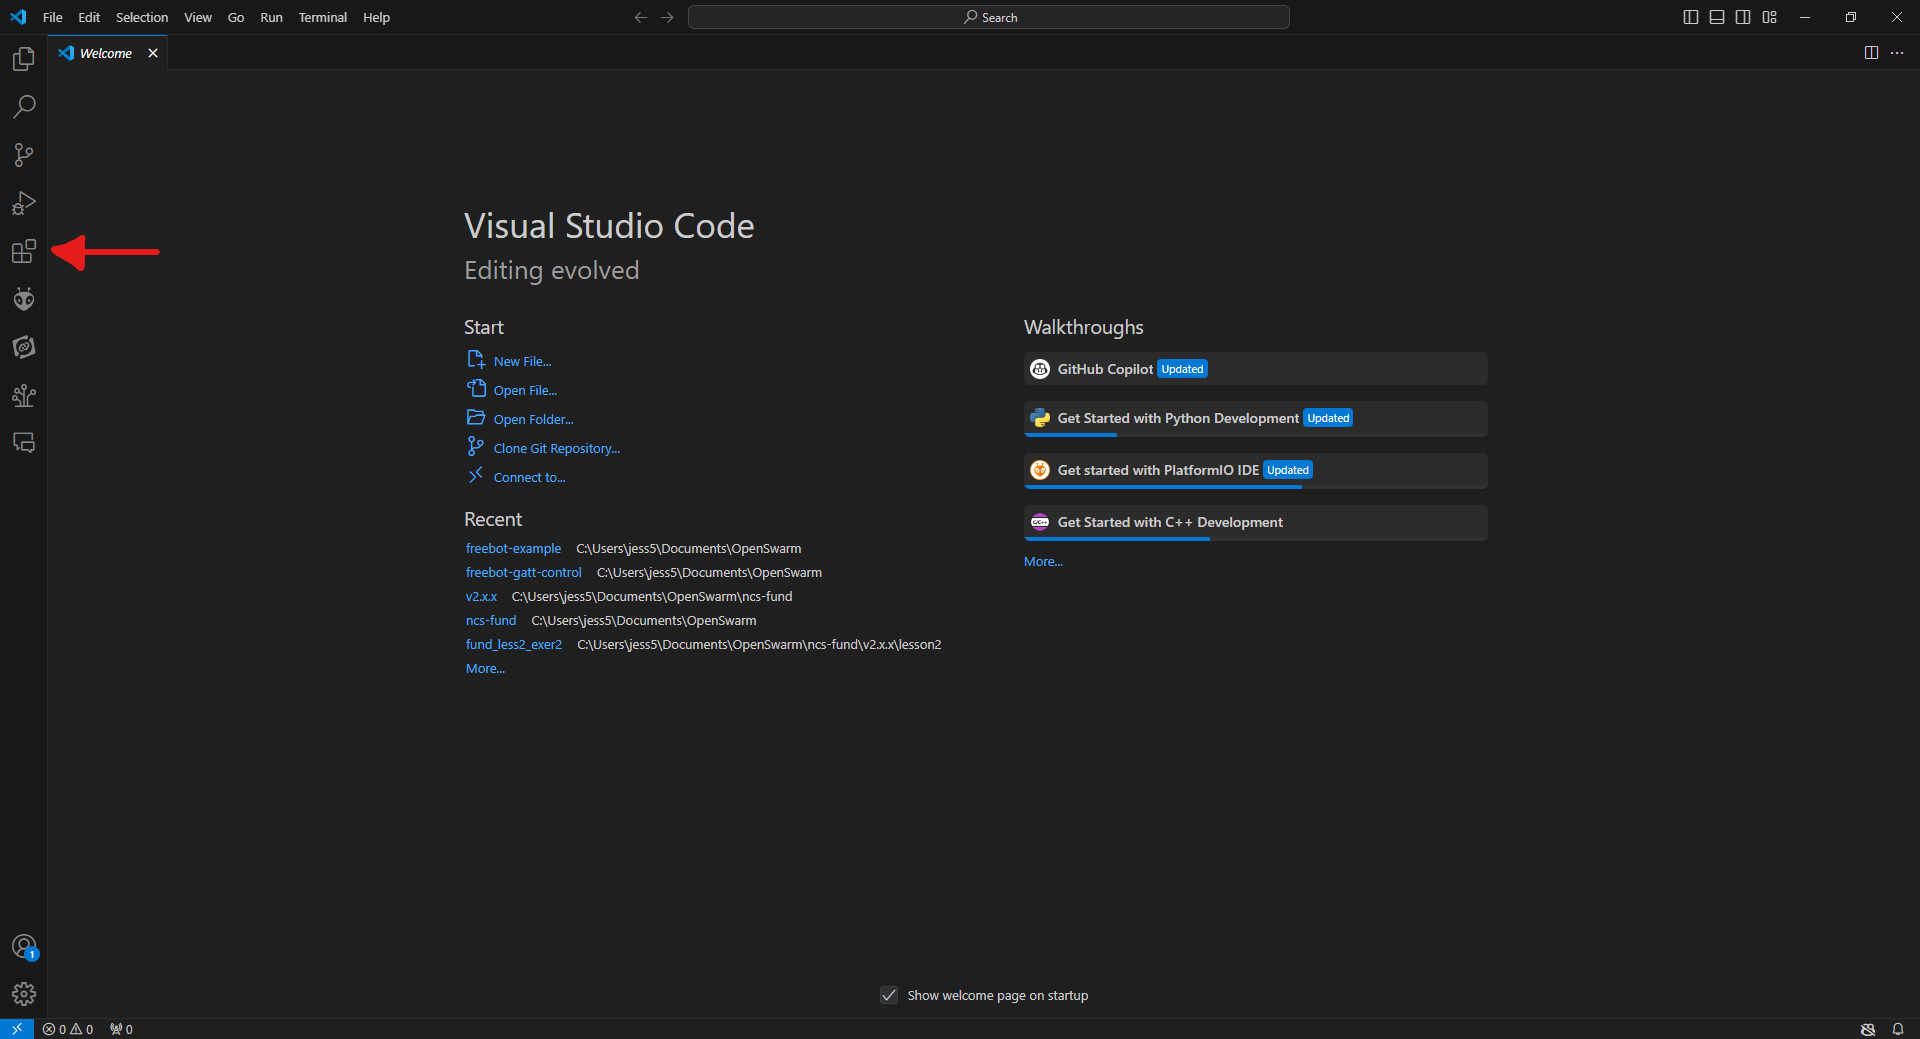 File Edit Selection View Go Run Terminal Help
Search
Welcome
Visual Studio Code
Editing evolved
Start
New File...
Open File...
Open Folder...
Clone Git Repository...
Connect to...
Recent
freebot-example C:\Users\jess5\Documents\OpenSwarm
freebot-gatt-control C:\Users\jess5\Documents\OpenSwarm
v2.x.x C:\Users\jess5\Documents\OpenSwarm\ncs-fund
ncs-fund C:\Users\jess5\Documents\OpenSwarm
fund_less2_exer2 C:\Users\jess5\Documents\OpenSwarm\ncs-fund\v2.x.x\lesson2
More...
Walkthroughs
GitHub Copilot Updated
Get Started with Python Development Updated
Get started with PlatformIO IDE Updated
C/C++ Get Started with C++ Development
More...
Show welcome page on startup
1
0 0 0